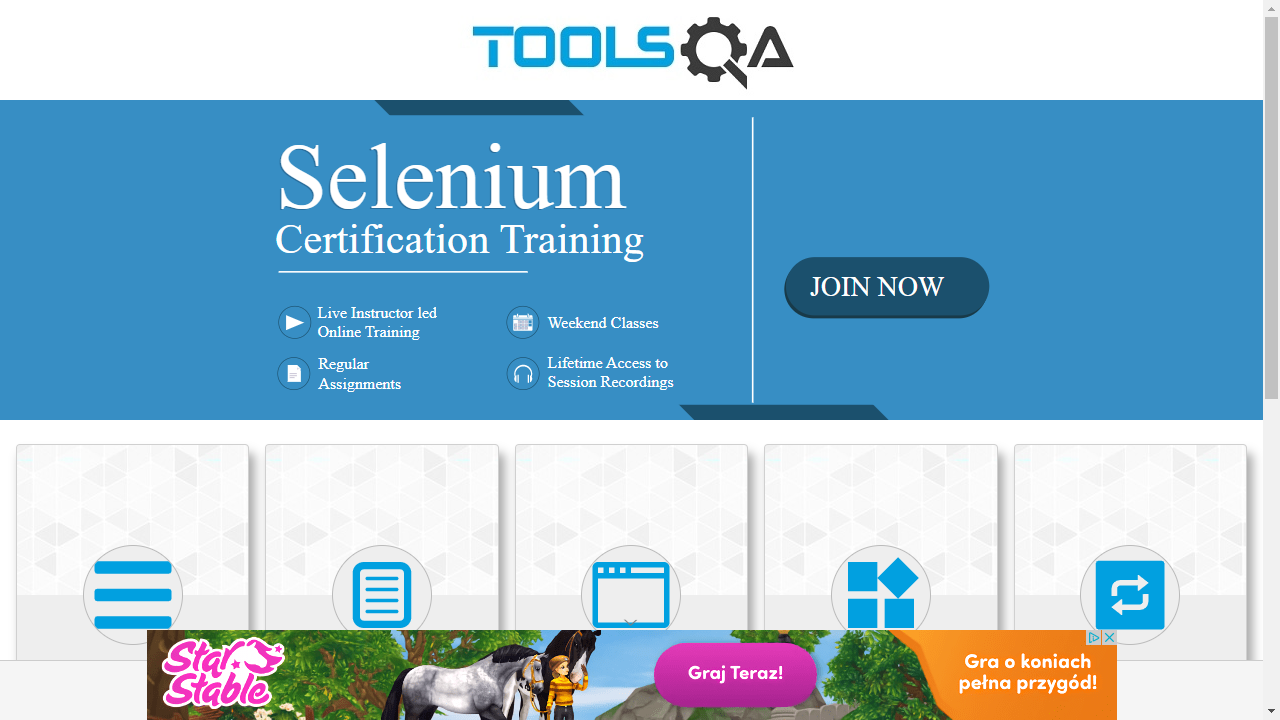 TOOLSQA
Selenium
Certification Training
Live Instructor led
Online Training
Weekend Classes
Regular
Assignments
Lifetime Access to
Session Recordings
JOIN NOW
Star
Stable
Graj Teraz!
Gra o koniach
pełna przygód!